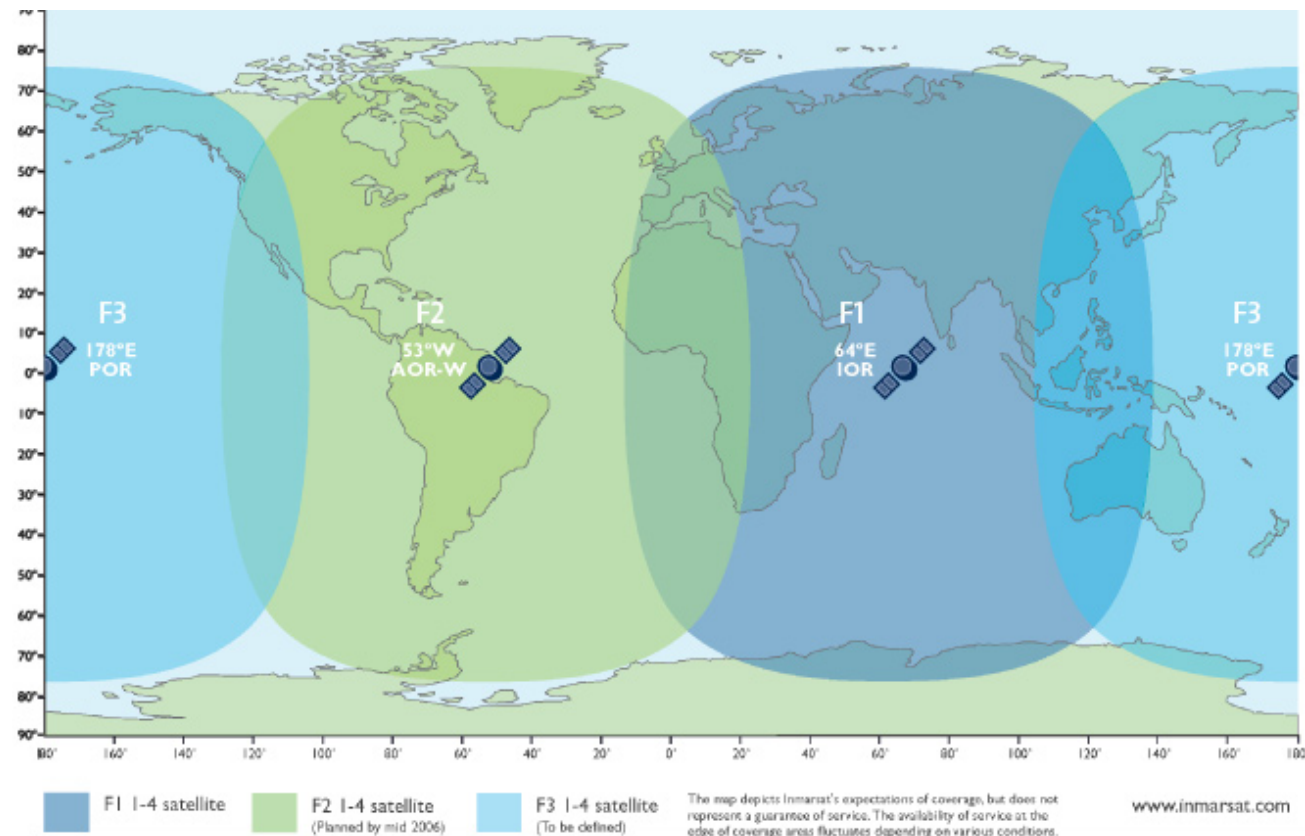 90°
80°
70°
60°
50°
40°
30°
20°
10°
0°
10°
20°
30°
40°
50°
60°
70°
80°
90°
F3
178°E
POR
F2
53°W
AOR-W
F1
64°E
IOR
F3
178°E
POR
180° 160° 140° 120° 100° 80° 60° 40° 20° 0° 20° 40° 60° 80° 100° 120° 140° 160° 180
F1 I-4 satellite
F2 I-4 satellite
(Planned by mid 2006)
F3 I-4 satellite
(To be defined)
The map depicts Inmarsat's expectations of coverage, but does not
represent a guarantee of service. The availability of service at the
edge of coverage areas fluctuates depending on various conditions.
www.inmarsat.com